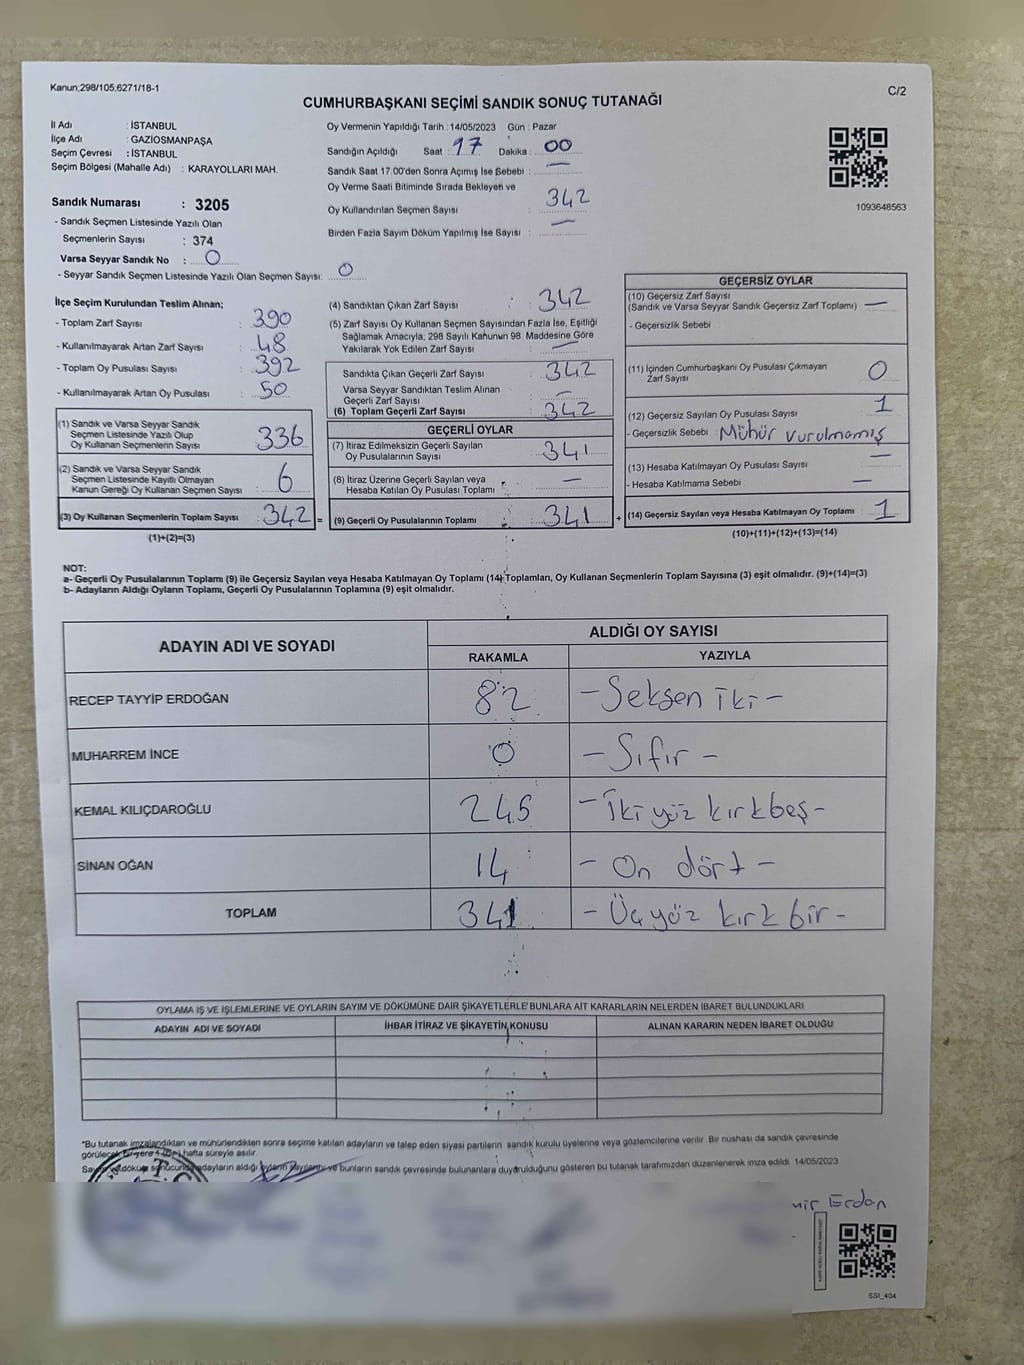 Kanun;298/105,6271/18-1
C/2
CUMHURBAŞKANI SEÇİMİ SANDIK SONUÇ TUTANAĞI
İl Adı : İSTANBUL
İlçe Adı : GAZİOSMANPAŞA
Seçim Çevresi : İSTANBUL
Seçim Bölgesi (Mahalle Adı) : KARAYOLLARI MAH.
Sandık Numarası : 3205
- Sandık Seçmen Listesinde Yazılı Olan
Seçmenlerin Sayısı : 374
Varsa Seyyar Sandık No : 0
- Seyyar Sandık Seçmen Listesinde Yazılı Olan Seçmen Sayısı: 0
Oy Vermenin Yapıldığı Tarih : 14/05/2023 Gün : Pazar
Sandığın Açıldığı Saat : 17 Dakika : 00
Sandık Saat 17.00'den Sonra Açımış İse Sebebi : —
Oy Verme Saati Bitiminde Sırada Bekleyen ve
Oy Kullandırılan Seçmen Sayısı : 342
Birden Fazla Sayım Döküm Yapılmış İse Sayısı : —
1093648563
İlçe Seçim Kurulundan Teslim Alınan;
- Toplam Zarf Sayısı : 390
- Kullanılmayarak Artan Zarf Sayısı : 48
- Toplam Oy Pusulası Sayısı : 392
- Kullanılmayarak Artan Oy Pusulası : 50
(1) Sandık ve Varsa Seyyar Sandık
Seçmen Listesinde Yazılı Olup
Oy Kullanan Seçmenlerin Sayısı : 336
(2) Sandık ve Varsa Seyyar Sandık
Seçmen Listesinde Kayıtlı Olmayan
Kanun Gereği Oy Kullanan Seçmen Sayısı : 6
(3) Oy Kullanan Seçmenlerin Toplam Sayısı : 342 =
(1)+(2)=(3)
(4) Sandıktan Çıkan Zarf Sayısı : 342
(5) Zarf Sayısı Oy Kullanan Seçmen Sayısından Fazla İse, Eşitliği
Sağlamak Amacıyla; 298 Sayılı Kanunun 98. Maddesine Göre
Yakılarak Yok Edilen Zarf Sayısı : —
Sandıkta Çıkan Geçerli Zarf Sayısı : 342
Varsa Seyyar Sandıktan Teslim Alınan
Geçerli Zarf Sayısı : —
(6) Toplam Geçerli Zarf Sayısı : 342
GEÇERLİ OYLAR
(7) İtiraz Edilmeksizin Geçerli Sayılan
Oy Pusulalarının Sayısı : 341
(8) İtiraz Üzerine Geçerli Sayılan veya
Hesaba Katılan Oy Pusulası Toplamı : —
(9) Geçerli Oy Pusulalarının Toplamı : 341 +
GEÇERSİZ OYLAR
(10) Geçersiz Zarf Sayısı
(Sandık ve Varsa Seyyar Sandık Geçersiz Zarf Toplamı) : —
- Geçersizlik Sebebi :
(11) İçinden Cumhurbaşkanı Oy Pusulası Çıkmayan
Zarf Sayısı : 0
(12) Geçersiz Sayılan Oy Pusulası Sayısı : 1
- Geçersizlik Sebebi : Mühür vurulmamış
(13) Hesaba Katılmayan Oy Pusulası Sayısı : —
- Hesaba Katılmama Sebebi : —
(14) Geçersiz Sayılan veya Hesaba Katılmayan Oy Toplamı : 1
(10)+(11)+(12)+(13)=(14)
NOT:
a- Geçerli Oy Pusulalarının Toplamı (9) ile Geçersiz Sayılan veya Hesaba Katılmayan Oy Toplamı (14) Toplamları, Oy Kullanan Seçmenlerin Toplam Sayısına (3) eşit olmalıdır. (9)+(14)=(3)
b- Adayların Aldığı Oyların Toplamı, Geçerli Oy Pusulalarının Toplamına (9) eşit olmalıdır.
ADAYIN ADI VE SOYADI ALDIĞI OY SAYISI
RAKAMLA YAZIYLA
RECEP TAYYİP ERDOĞAN 82 - Seksen iki -
MUHARREM İNCE 0 - Sıfır -
KEMAL KILIÇDAROĞLU 245 - İki yüz kırkbeş -
SİNAN OĞAN 14 - On dört -
TOPLAM 341 - Üçyüz kırk bir -
OYLAMA İŞ VE İŞLEMLERİNE VE OYLARIN SAYIM VE DÖKÜMÜNE DAİR ŞİKAYETLERLE BUNLARA AİT KARARLARIN NELERDEN İBARET BULUNDUKLARI
ADAYIN ADI VE SOYADI İHBAR İTİRAZ VE ŞİKAYETİN KONUSU ALINAN KARARIN NEDEN İBARET OLDUĞU
*Bu tutanak imzalandıktan ve mühürlendikten sonra seçime katılan adayların ve talep eden siyasi partilerin sandık kurulu üyelerine veya gözlemcilerine verilir. Bir nüshası da sandık çevresinde
görülecek bir yere hafta süreyle asılır.
döküm sonucunda adayların aldığı oyların ve bunların sandık çevresinde bulunanlara duyurulduğunu gösteren bu tutanak tarafımızdan düzenlenerek imza edildi. 14/05/2023
T.C.
Erdan
SSI_404